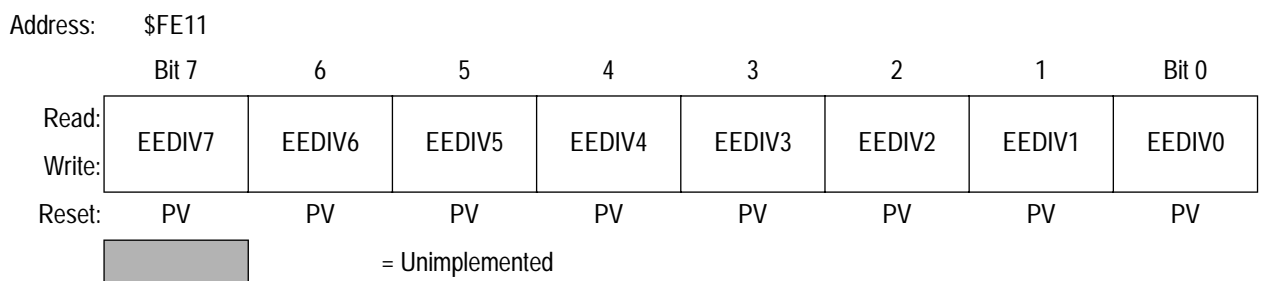 Address: $FE11
Bit 7 6 5 4 3 2 1 Bit 0
Read:
EEDIV7 EEDIV6 EEDIV5 EEDIV4 EEDIV3 EEDIV2 EEDIV1 EEDIV0
Write:
Reset: PV PV PV PV PV PV PV PV
= Unimplemented